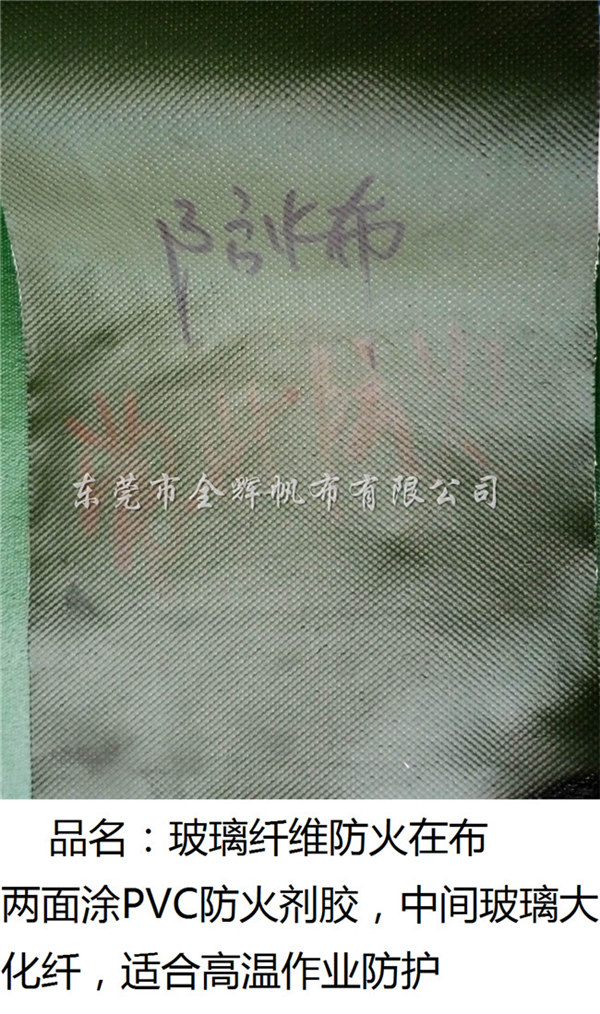 防火布
东莞市全辉帆布有限公司
品名：玻璃纤维防火在布
两面涂PVC防火剂胶，中间玻璃大
化纤，适合高温作业防护